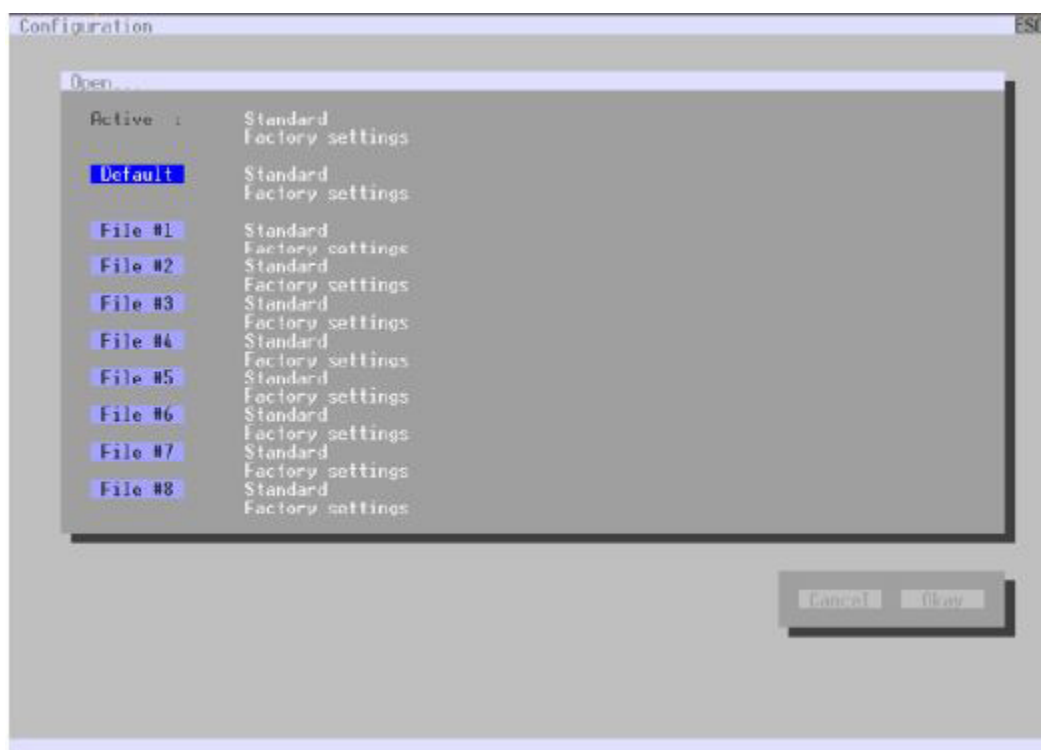 Configuration ESC
Open...
Active : Standard
Factory settings
Default Standard
Factory settings
File #1 Standard
Factory settings
File #2 Standard
Factory settings
File #3 Standard
Factory settings
File #4 Standard
Factory settings
File #5 Standard
Factory settings
File #6 Standard
Factory settings
File #7 Standard
Factory settings
File #8 Standard
Factory settings
Cancel Okay